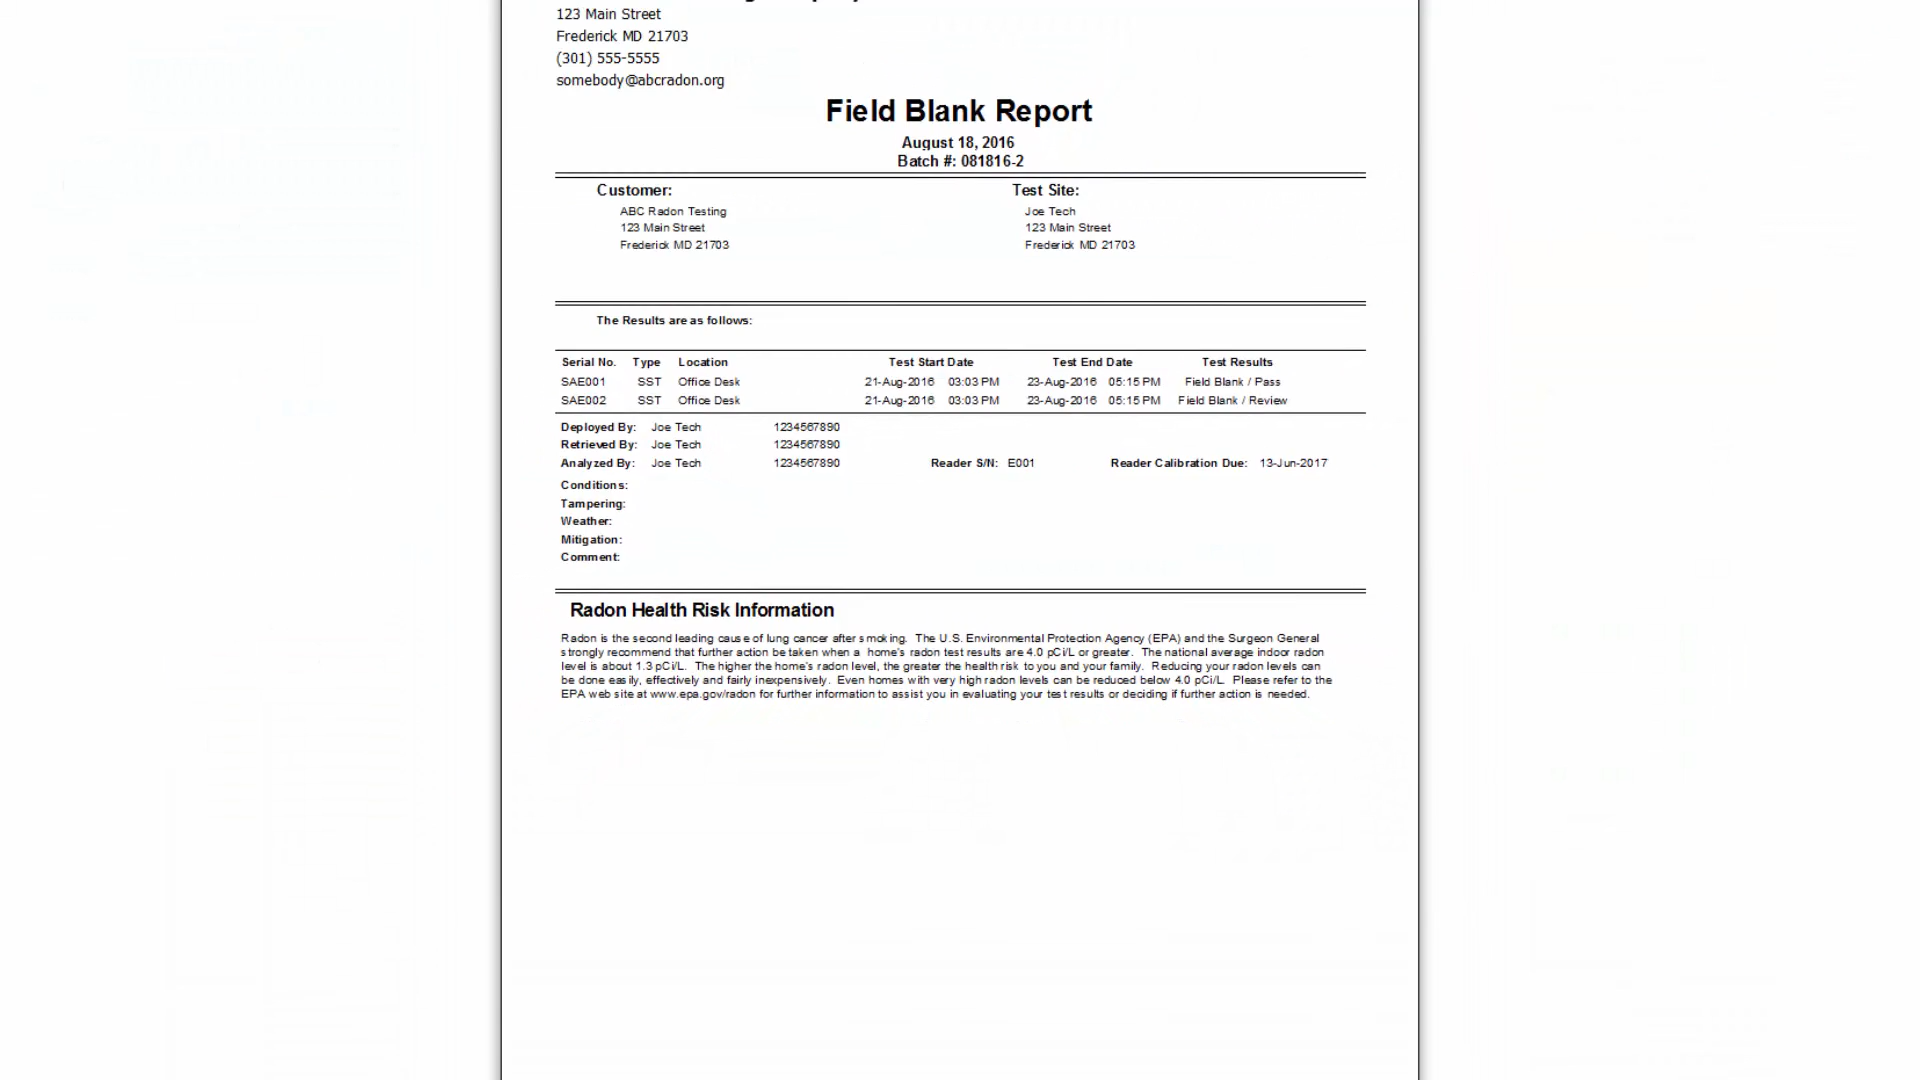 123 Main Street
Frederick MD 21703
(301) 555-5555
somebody@abcradon.org
Field Blank Report
August 18, 2016
Batch #: 081816-2
Customer: Test Site:
ABC Radon Testing Joe Tech
123 Main Street 123 Main Street
Frederick MD 21703 Frederick MD 21703
The Results are as follows:
Serial No. Type Location Test Start Date Test End Date Test Results
SAE001 SST Office Desk 21-Aug-2016 03:03 PM 23-Aug-2016 05:15 PM Field Blank / Pass
SAE002 SST Office Desk 21-Aug-2016 03:03 PM 23-Aug-2016 05:15 PM Field Blank / Review
Deployed By: Joe Tech 1234567890
Retrieved By: Joe Tech 1234567890
Analyzed By: Joe Tech 1234567890 Reader S/N: E001 Reader Calibration Due: 13-Jun-2017
Conditions:
Tampering:
Weather:
Mitigation:
Comment:
Radon Health Risk Information
Radon is the second leading cause of lung cancer after smoking. The U.S. Environmental Protection Agency (EPA) and the Surgeon General
strongly recommend that further action be taken when a home's radon test results are 4.0 pCi/L or greater. The national average indoor radon
level is about 1.3 pCi/L. The higher the home's radon level, the greater the health risk to you and your family. Reducing your radon levels can
be done easily, effectively and fairly inexpensively. Even homes with very high radon levels can be reduced below 4.0 pCi/L. Please refer to the
EPA web site at www.epa.gov/radon for further information to assist you in evaluating your test results or deciding if further action is needed.